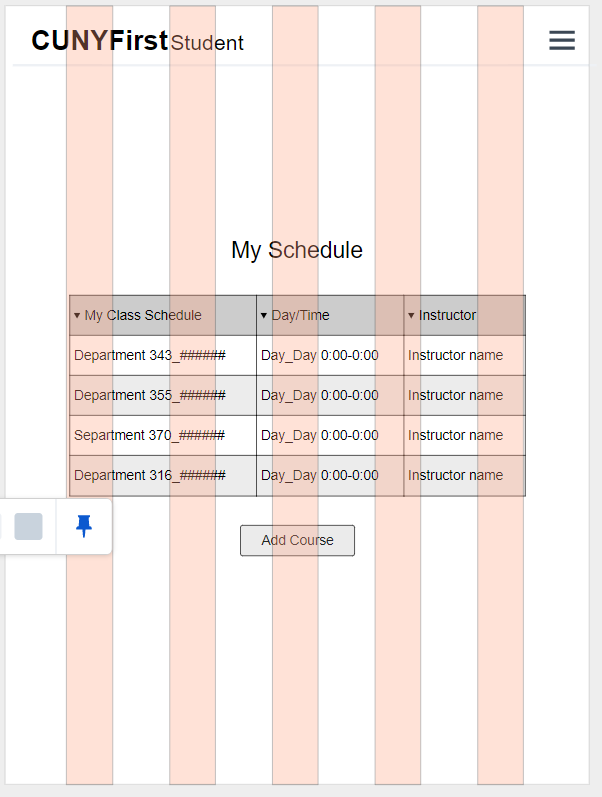 CUNYFirst Student
My Schedule
▾ My Class Schedule ▾ Day/Time ▾ Instructor
Department 343_###### Day_Day 0:00-0:00 Instructor name
Department 355_###### Day_Day 0:00-0:00 Instructor name
Separtment 370_###### Day_Day 0:00-0:00 Instructor name
Department 316_###### Day_Day 0:00-0:00 Instructor name
Add Course